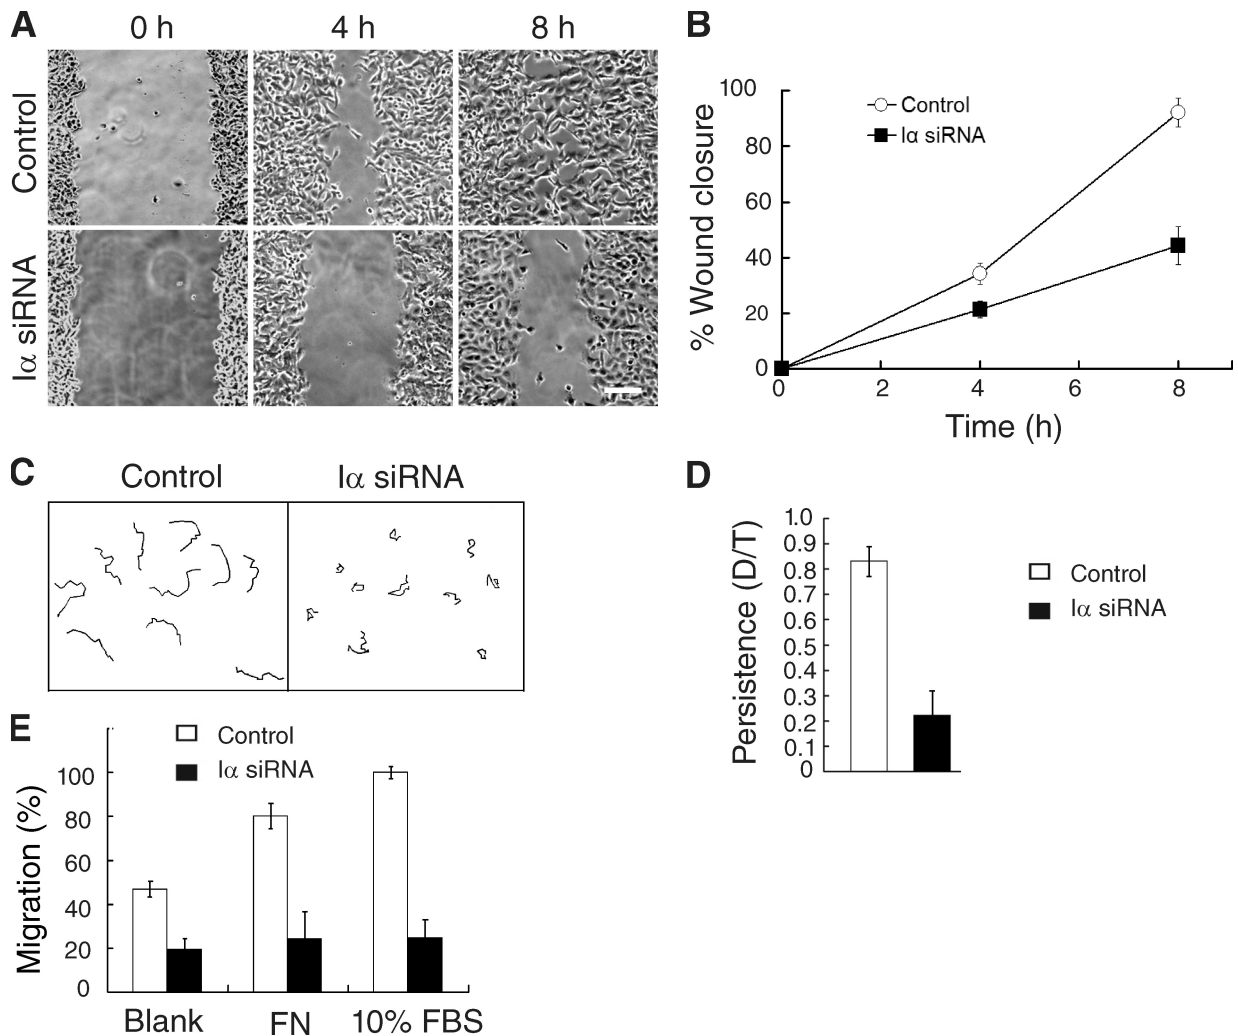 A
0 h
4 h
8 h
Control
Iα siRNA
B
% Wound closure
100
80
60
40
20
0
Control
Iα siRNA
0
2
4
6
8
Time (h)
C
Control
Iα siRNA
D
Persistence (D/T)
1.0
0.9
0.8
0.7
0.6
0.5
0.4
0.3
0.2
0.1
0
Control
Iα siRNA
E
Migration (%)
100
80
60
40
20
0
Control
Iα siRNA
Blank
FN
10% FBS